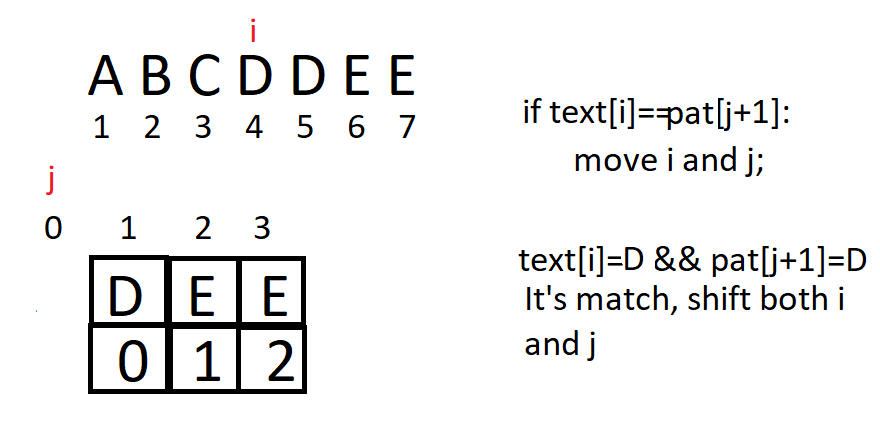 i
A B C D D E E
1 2 3 4 5 6 7
j
0 1 2 3
D E E
0 1 2
if text[i]==pat[j+1]:
move i and j;
text[i]=D && pat[j+1]=D
It's match, shift both i
and j